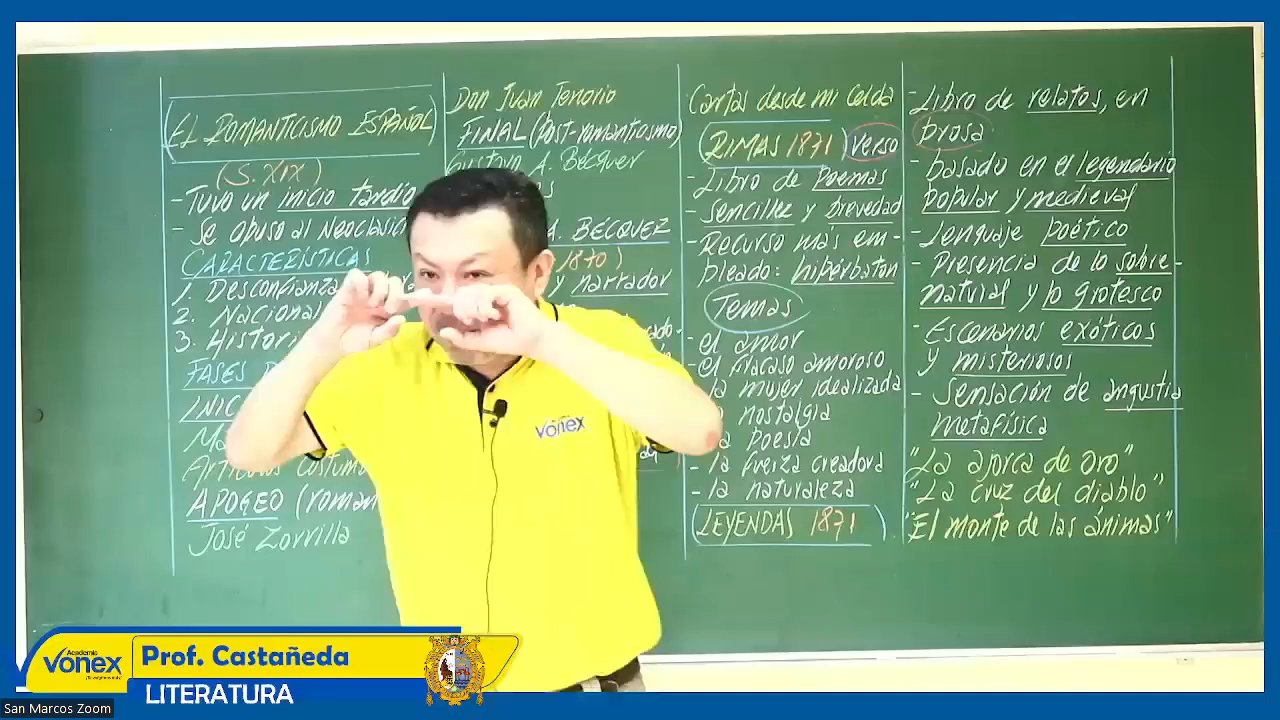 EL ROMANTICISMO ESPAÑOL
(S. XIX)
- Tuvo un inicio tardío
- Se opuso al Neoclasic
CARACTERÍSTICAS
1. Desconfianza
2. Nacional
3. Histori
FASES D
INIC
Artículos costum
APOGEO (roman
José Zorrilla
Don Juan Tenorio
FINAL (Post-romanticismo)
Gustavo A. Bécquer
A. BÉCQUER
1870)
y narrador
Cartas desde mi celda
RIMAS 1871 verso
- Libro de poemas
- Sencillez y brevedad
- Recurso más em-
pleado: hipérbaton
Temas
- el amor
- el fracaso amoroso
la mujer idealizada
a nostalgia
a poesía
- la fuerza creadora
- la naturaleza
(LEYENDAS 1871)
- Libro de relatos, en
prosa
- basado en el legendario
popular y medieval
- Lenguaje poético
- Presencia de lo sobre-
natural y lo grotesco
- Escenarios exóticos
y misteriosos
- Sensación de angustia
metafísica
"La ajorca de oro"
"La cruz del diablo"
"El monte de las ánimas"
Vonex
Academia
Vonex
Prof. Castañeda
LITERATURA
San Marcos Zoom